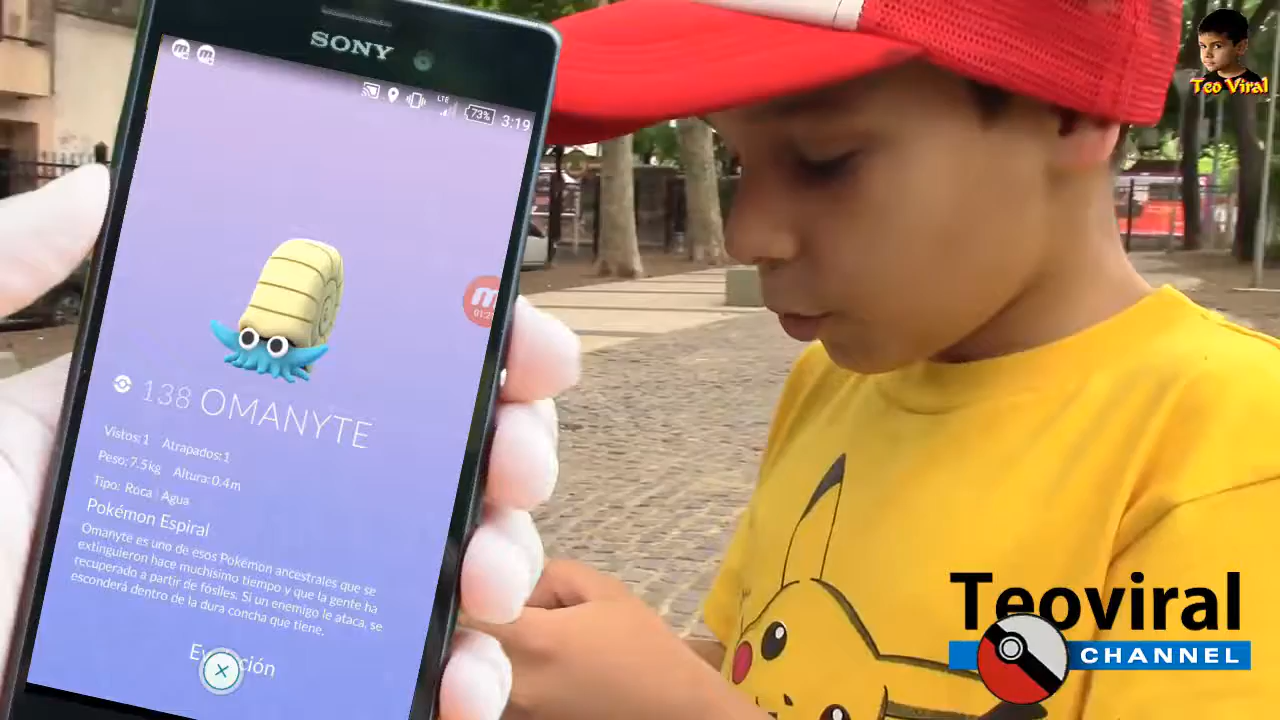 SONY
LTE
73%
3:19
01:2
138 OMANYTE
Vistos:1 Atrapados:1
Peso:7.5kg Altura:0.4m
Tipo: Roca | Agua
Pokémon Espiral
Omanyte es uno de esos Pokémon ancestrales que se
extinguieron hace muchísimo tiempo y que la gente ha
recuperado a partir de fósiles. Si un enemigo le ataca, se
esconderá dentro de la dura concha que tiene.
Teo Viral
Teoviral
CHANNEL